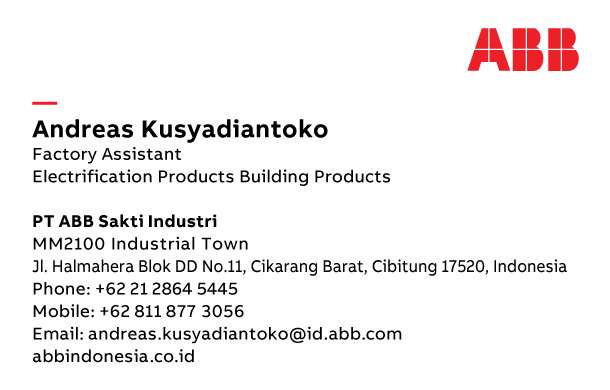 ABB
Andreas Kusyadiantoko
Factory Assistant
Electrification Products Building Products
PT ABB Sakti Industri
MM2100 Industrial Town
Jl. Halmahera Blok DD No.11, Cikarang Barat, Cibitung 17520, Indonesia
Phone: +62 21 2864 5445
Mobile: +62 811 877 3056
Email: andreas.kusyadiantoko@id.abb.com
abbindonesia.co.id